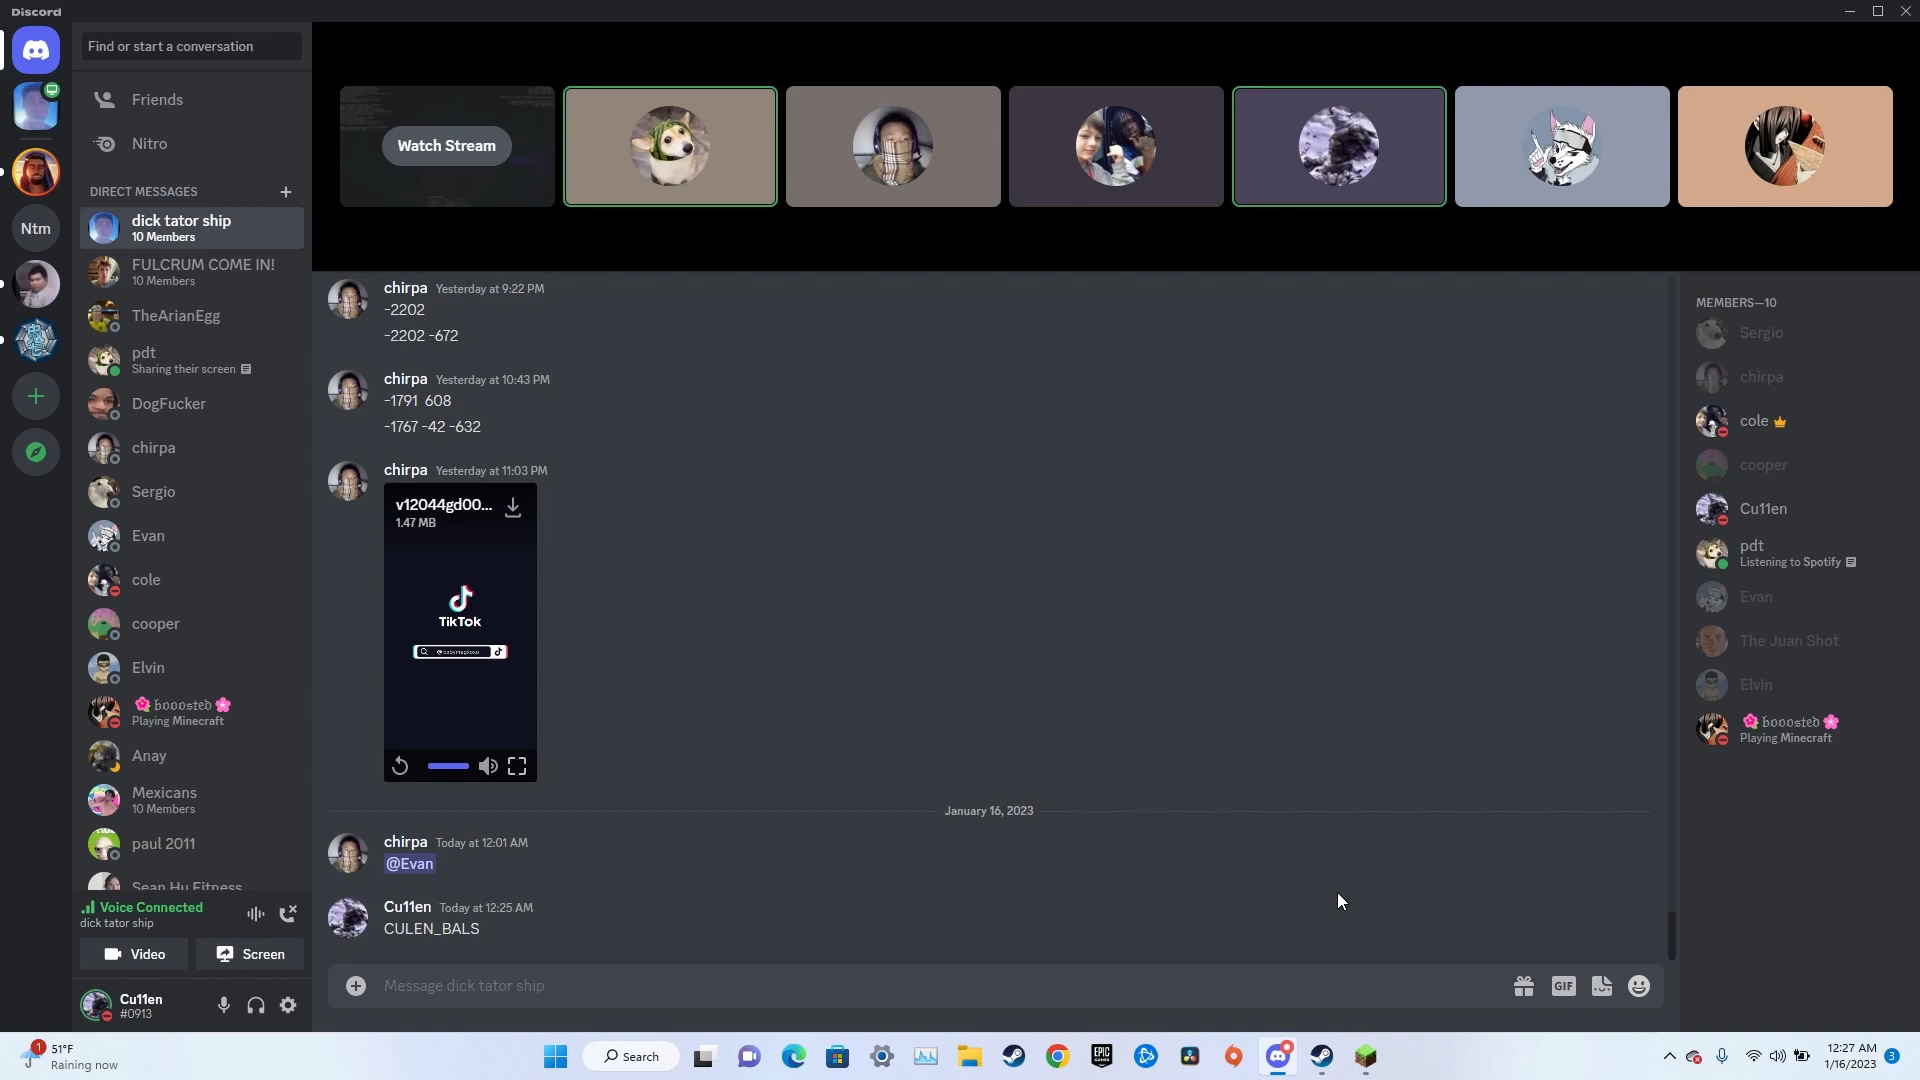 Discord
Find or start a conversation
Friends
Nitro
DIRECT MESSAGES
dick tator ship
10 Members
FULCRUM COME IN!
10 Members
TheArianEgg
pdt
Sharing their screen
DogFucker
chirpa
Sergio
Evan
cole
cooper
Elvin
🌺 𝔟𝔬𝔬𝔬𝔰𝔱𝔢𝔡 🌸
Playing Minecraft
Anay
Mexicans
10 Members
paul 2011
Sean Hu Fitness
Ntm
Voice Connected
dick tator ship
Video
Screen
Cu11en
#0913
Watch Stream
chirpa Yesterday at 9:22 PM
-2202
-2202 -672
chirpa Yesterday at 10:43 PM
-1791 608
-1767 -42 -632
chirpa Yesterday at 11:03 PM
v12044gd00...
1.47 MB
TikTok
January 16, 2023
chirpa Today at 12:01 AM
@Evan
Cu11en Today at 12:25 AM
CULEN_BALS
Message dick tator ship
GIF
MEMBERS—10
Sergio
chirpa
cole
cooper
Cu11en
pdt
Listening to Spotify
Evan
The Juan Shot
Elvin
🌺 𝔟𝔬𝔬𝔬𝔰𝔱𝔢𝔡 🌸
Playing Minecraft
1
51°F
Raining now
Search
EPIC
GAMES
12:27 AM
1/16/2023
3